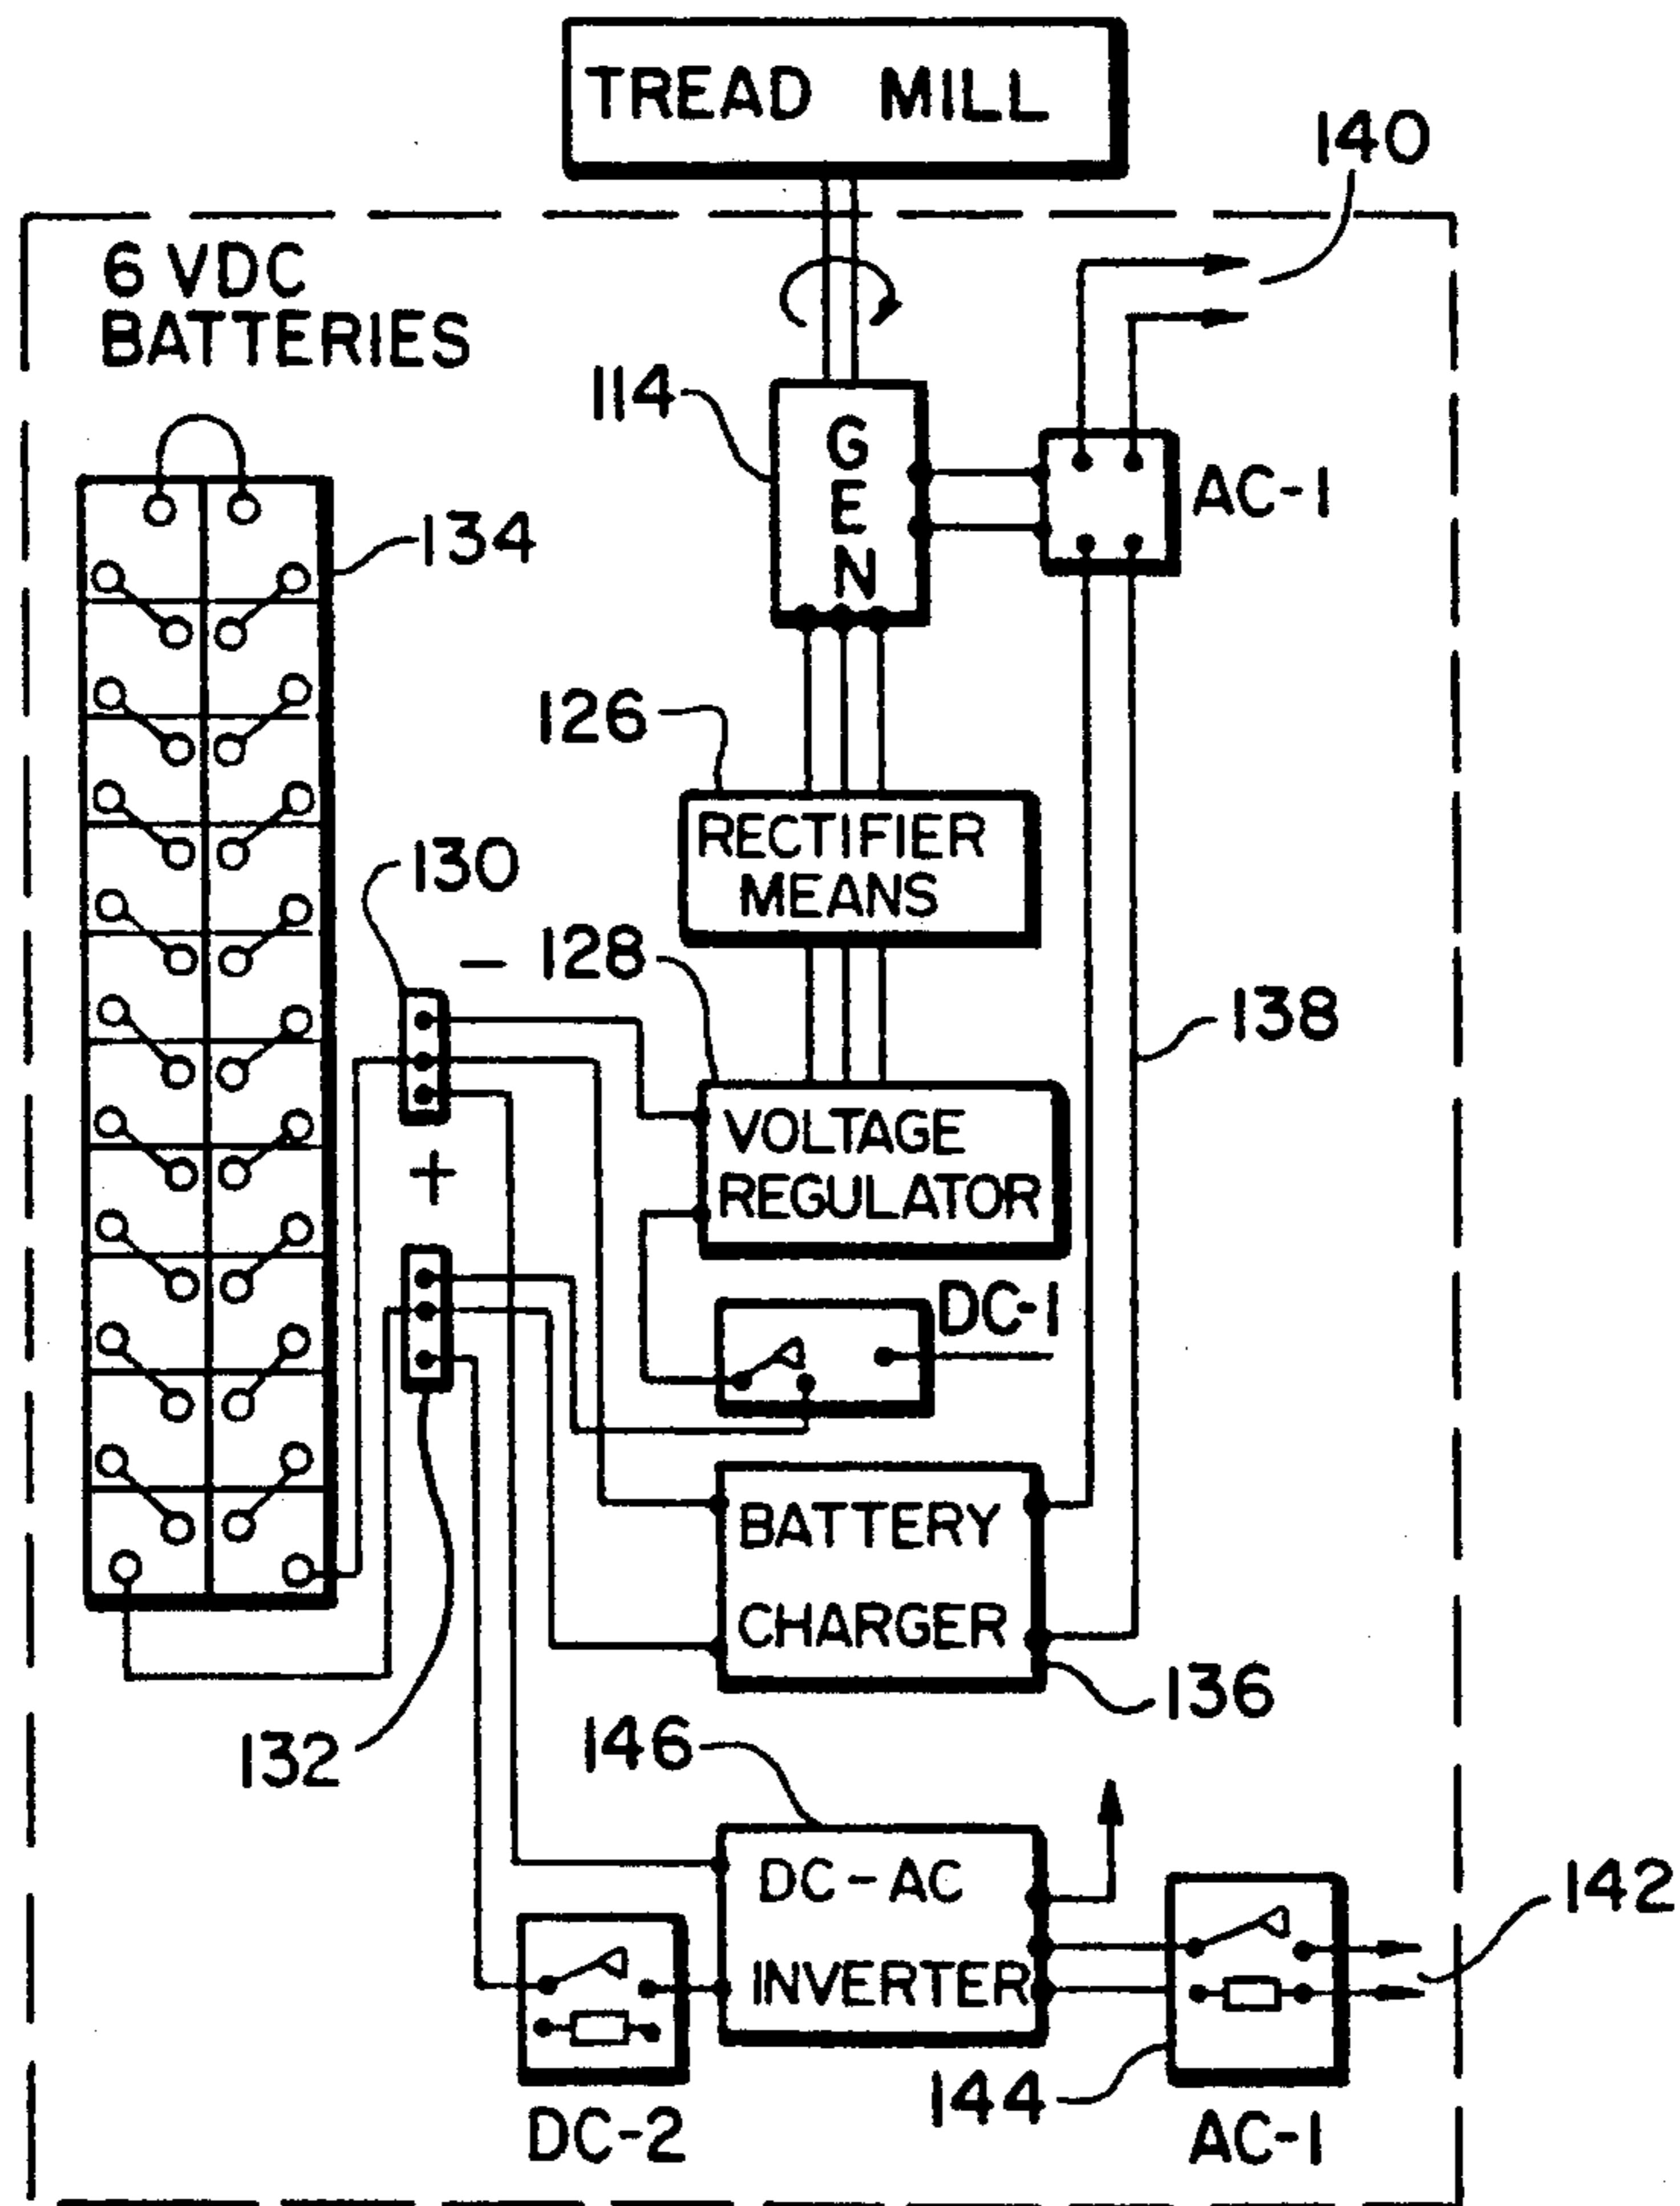 TREAD MILL
140
6 VDC
BATTERIES
114
GEN
AC-1
134
126
RECTIFIER
MEANS
130
- 128
138
+
VOLTAGE
REGULATOR
DC-1
BATTERY
CHARGER
136
132
146
DC-AC
INVERTER
142
144
DC-2
AC-1